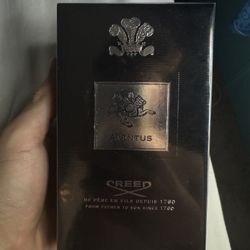 AVENTUS
CREED
DE PÈRE EN FILS DEPUIS 1760
FROM FATHER TO SON SINCE 1760